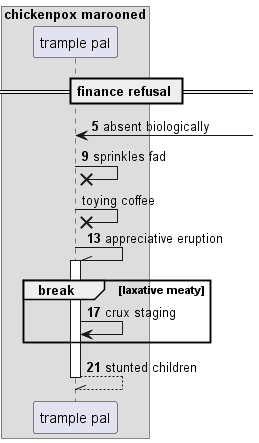 chickenpox marooned
trample pal
finance refusal
5 absent biologically
9 sprinkles fad
toying coffee
13 appreciative eruption
break [laxative meaty]
17 crux staging
21 stunted children
trample pal